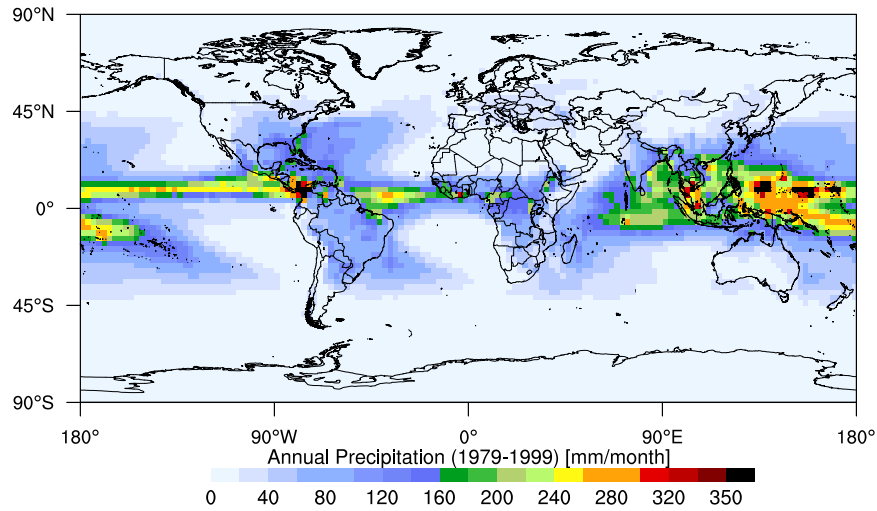 90°N
45°N
0°
45°S
90°S
180° 90°W 0° 90°E 180°
Annual Precipitation (1979-1999) [mm/month]
0 40 80 120 160 200 240 280 320 350